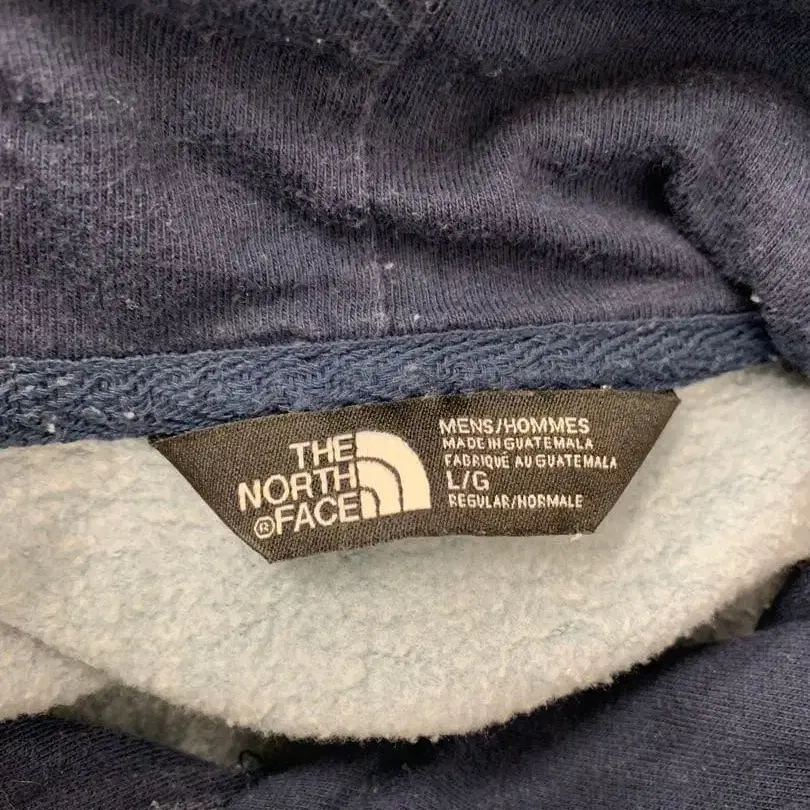 THE
NORTH
® FACE
MENS/HOMMES
MADE IN GUATEMALA
FABRIQUÉ AU GUATEMALA
L/G
REGULAR/NORMALE